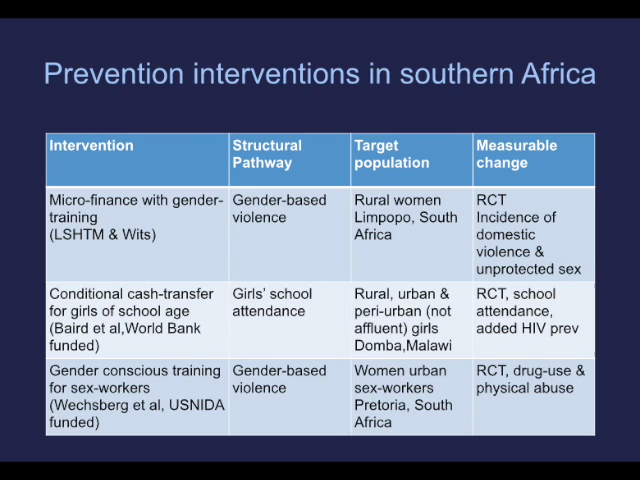 Prevention interventions in southern Africa
Intervention
Structural
Pathway
Target
population
Measurable
change
Micro-finance with gender-
training
(LSHTM & Wits)
Gender-based
violence
Rural women
Limpopo, South
Africa
RCT
Incidence of
domestic
violence &
unprotected sex
Conditional cash-transfer
for girls of school age
(Baird et al,World Bank
funded)
Girls' school
attendance
Rural, urban &
peri-urban (not
affluent) girls
Domba,Malawi
RCT, school
attendance,
added HIV prev
Gender conscious training
for sex-workers
(Wechsberg et al, USNIDA
funded)
Gender-based
violence
Women urban
sex-workers
Pretoria, South
Africa
RCT, drug-use &
physical abuse